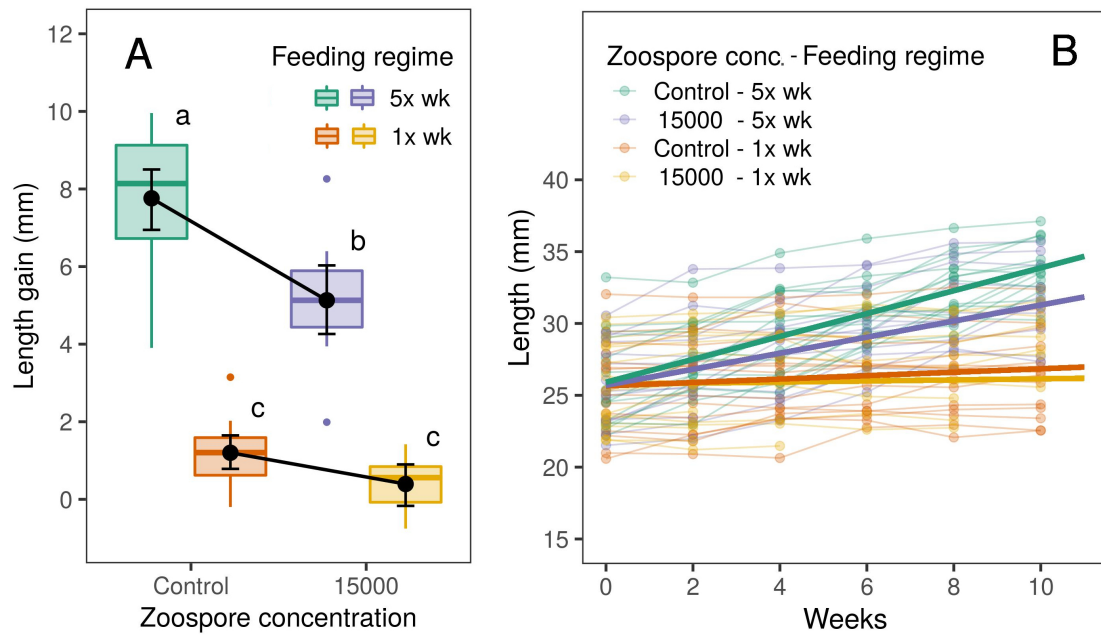 A
Feeding regime
5x wk
1x wk
a
b
c
c
12
10
8
6
4
2
0
Length gain (mm)
Control
15000
Zoospore concentration
B
Zoospore conc. - Feeding regime
Control - 5x wk
15000 - 5x wk
Control - 1x wk
15000 - 1x wk
40
35
30
25
20
15
Length (mm)
0
2
4
6
8
10
Weeks